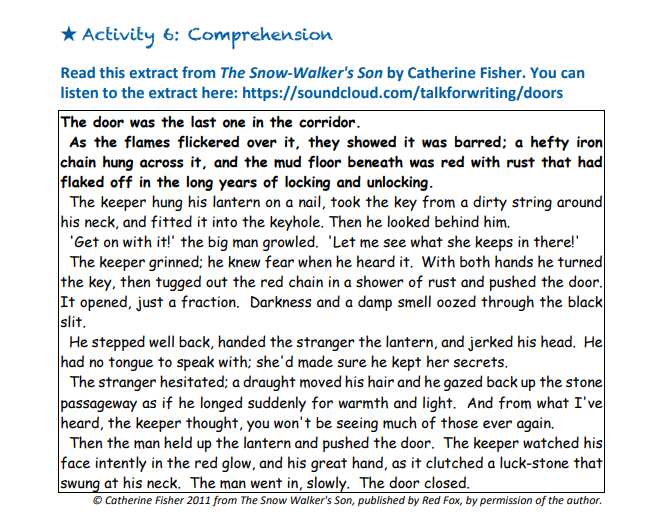 ★ Activity 6: Comprehension
Read this extract from The Snow-Walker's Son by Catherine Fisher. You can
listen to the extract here: https://soundcloud.com/talkforwriting/doors
The door was the last one in the corridor.
As the flames flickered over it, they showed it was barred; a hefty iron
chain hung across it, and the mud floor beneath was red with rust that had
flaked off in the long years of locking and unlocking.
The keeper hung his lantern on a nail, took the key from a dirty string around
his neck, and fitted it into the keyhole. Then he looked behind him.
'Get on with it!' the big man growled. 'Let me see what she keeps in there!'
The keeper grinned; he knew fear when he heard it. With both hands he turned
the key, then tugged out the red chain in a shower of rust and pushed the door.
It opened, just a fraction. Darkness and a damp smell oozed through the black
slit.
He stepped well back, handed the stranger the lantern, and jerked his head. He
had no tongue to speak with; she'd made sure he kept her secrets.
The stranger hesitated; a draught moved his hair and he gazed back up the stone
passageway as if he longed suddenly for warmth and light. And from what I've
heard, the keeper thought, you won't be seeing much of those ever again.
Then the man held up the lantern and pushed the door. The keeper watched his
face intently in the red glow, and his great hand, as it clutched a luck-stone that
swung at his neck. The man went in, slowly. The door closed.
© Catherine Fisher 2011 from The Snow Walker's Son, published by Red Fox, by permission of the author.